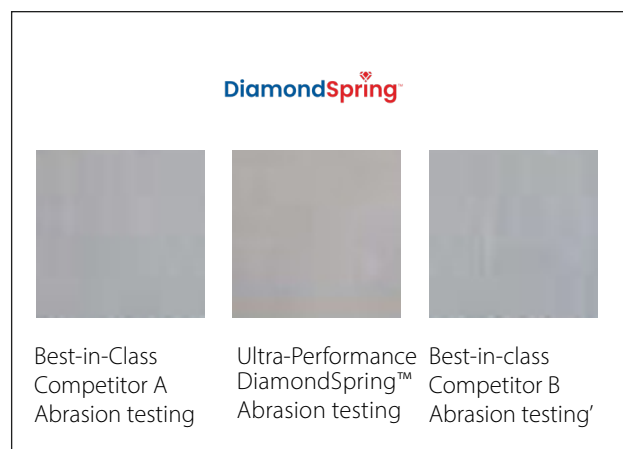 DiamondSpring™
Best-in-Class
Competitor A
Abrasion testing
Ultra-Performance
DiamondSpring™
Abrasion testing
Best-in-class
Competitor B
Abrasion testing’